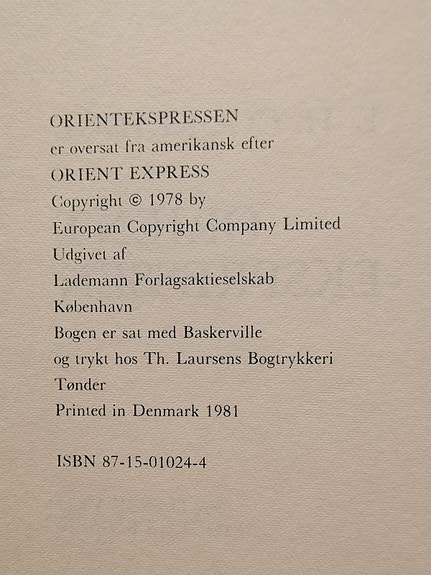 ORIENTEKSPRESSEN
er oversat fra amerikansk efter
ORIENT EXPRESS
Copyright © 1978 by
European Copyright Company Limited
Udgivet af
Lademann Forlagsaktieselskab
København
Bogen er sat med Baskerville
og trykt hos Th. Laursens Bogtrykkeri
Tønder
Printed in Denmark 1981
ISBN 87-15-01024-4